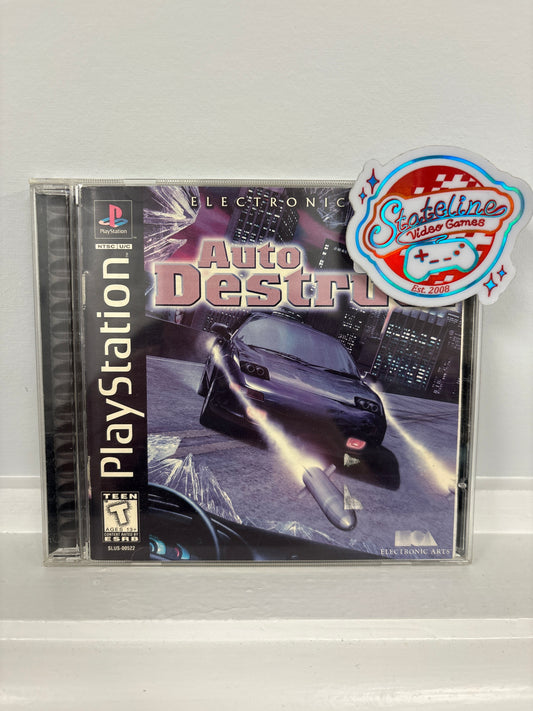 ELECTRONIC
Auto
Destru
PlayStation
NTSC U/C
PlayStation
TEEN
T
AGES 13+
CONTENT RATED BY
ESRB
SLUS-00522
ELECTRONIC ARTS
Stateline
Video Games
Est. 2008